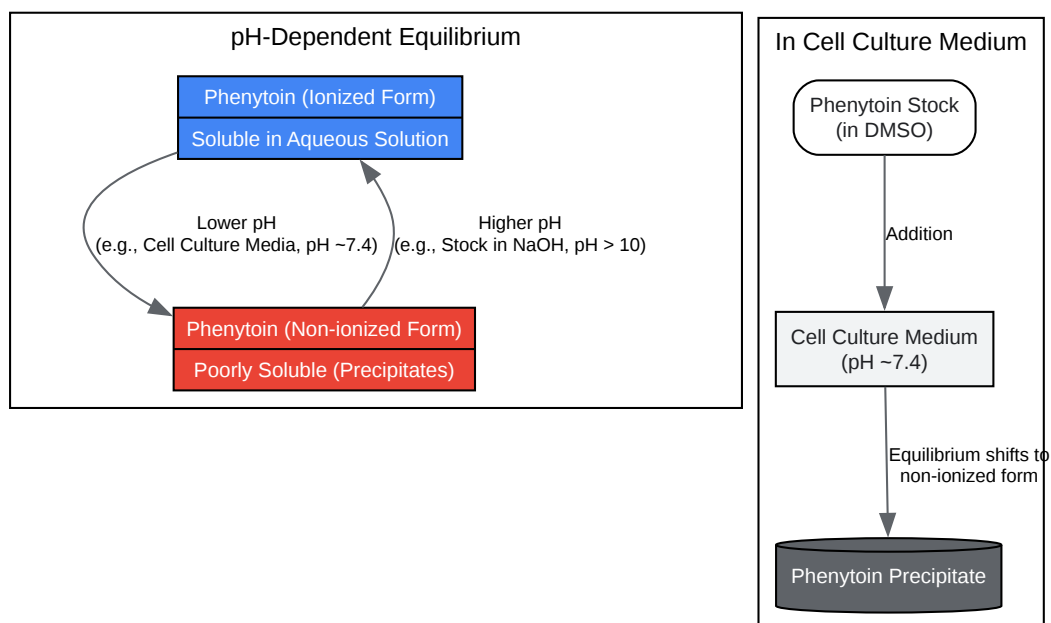 pH-Dependent Equilibrium
Phenytoin (Ionized Form)
Soluble in Aqueous Solution
Lower pH
(e.g., Cell Culture Media, pH ~7.4)
Higher pH
(e.g., Stock in NaOH, pH > 10)
Phenytoin (Non-ionized Form)
Poorly Soluble (Precipitates)
In Cell Culture Medium
Phenytoin Stock
(in DMSO)
Addition
Cell Culture Medium
(pH ~7.4)
Equilibrium shifts to
non-ionized form
Phenytoin Precipitate